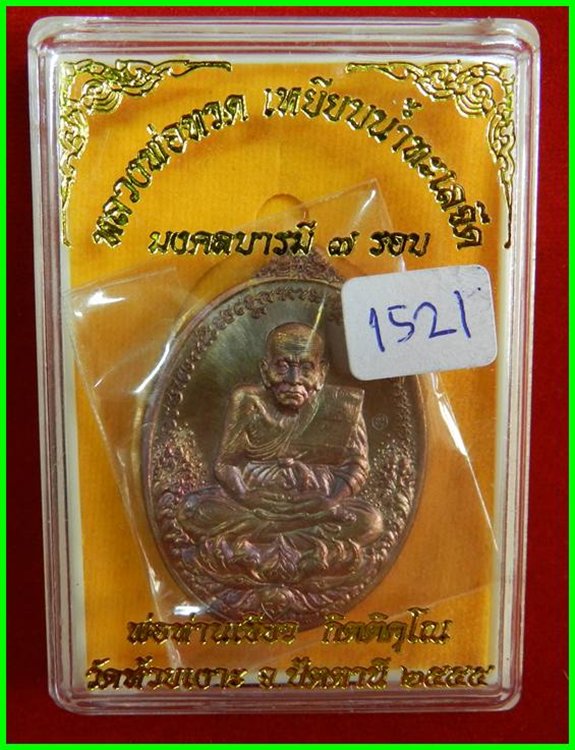 หลวงพ่อทวด เหยียบน้ำทะเลจืด
มงคลบารมี ๗ รอบ
1521
พ่อท่านเขียว กิตติคุโณ
วัดห้วยเงาะ จ.ปัตตานี ๒๕๕๕